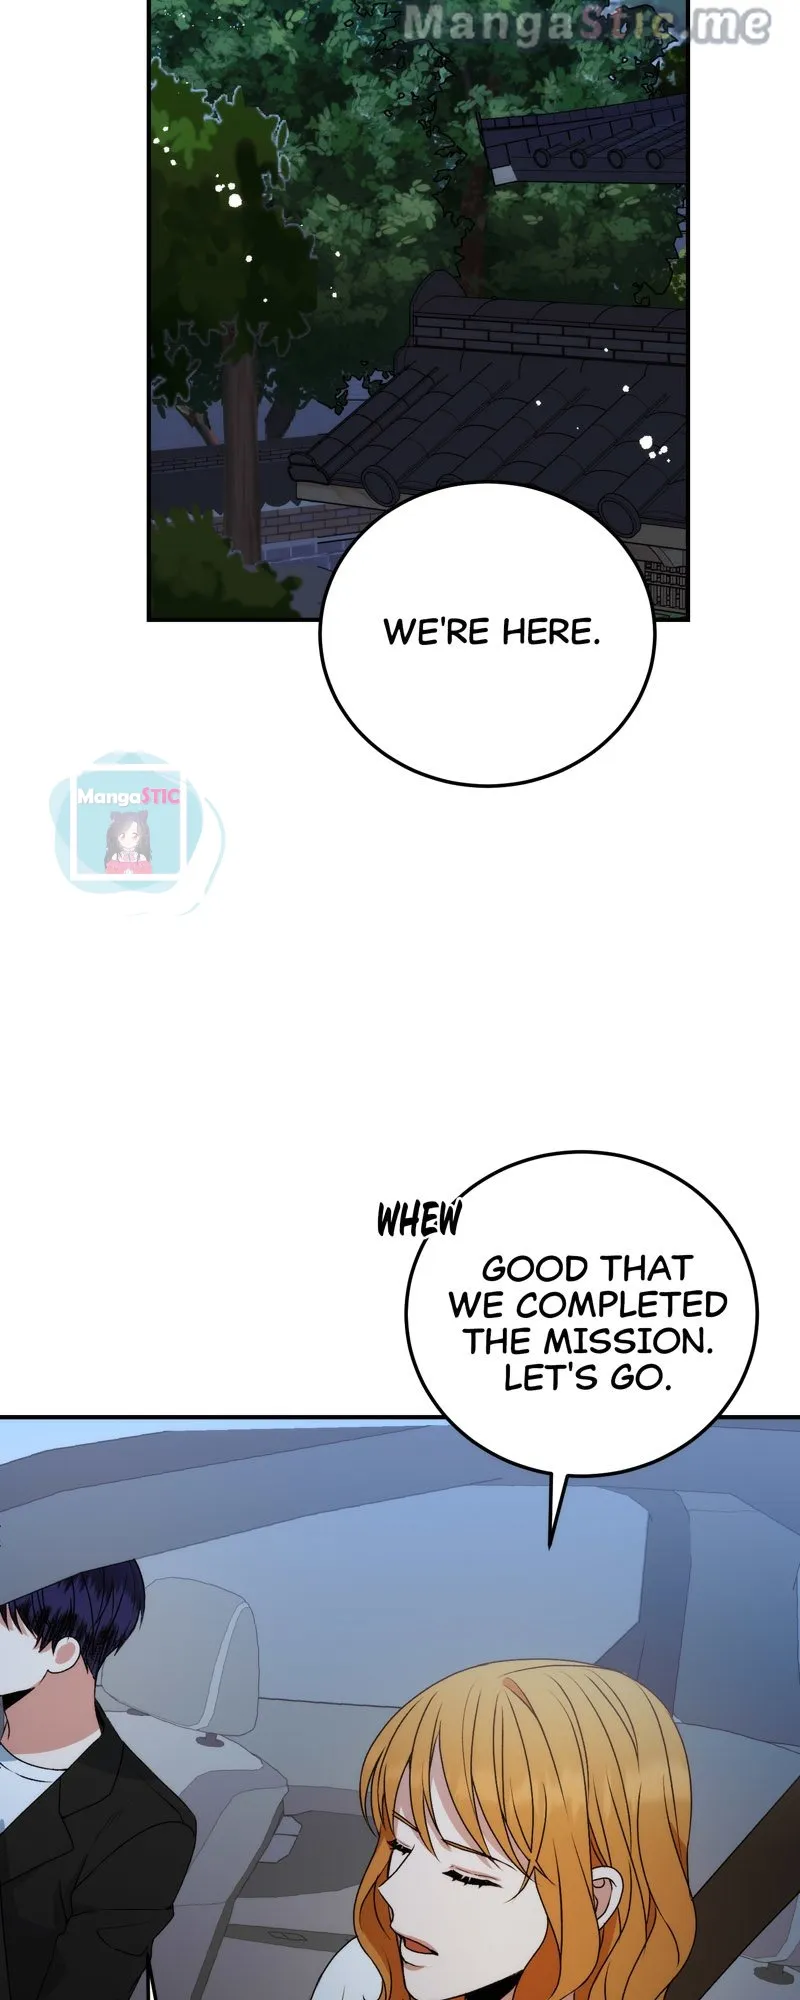 MangaStic.me
WE'RE HERE.
MangaSTIC
WHEW
GOOD THAT
WE COMPLETED
THE MISSION.
LET'S GO.